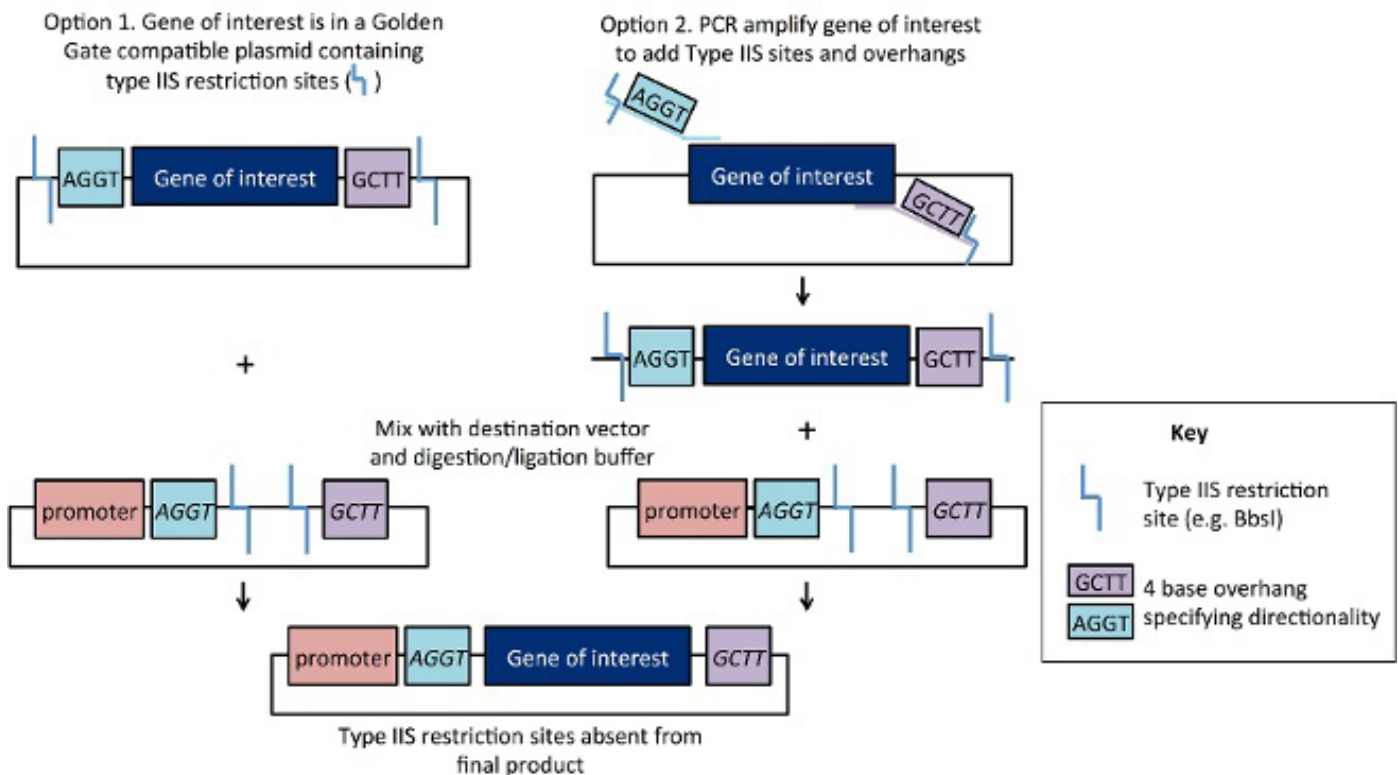 Option 1. Gene of interest is in a Golden
Gate compatible plasmid containing
type IIS restriction sites ( )
Option 2. PCR amplify gene of interest
to add Type IIS sites and overhangs
AGGT
AGGT Gene of interest GCTT
Gene of interest
GCTT
+
AGGT Gene of interest GCTT
Mix with destination vector
and digestion/ligation buffer
+
promoter AGGT GCTT
promoter AGGT GCTT
promoter AGGT Gene of interest GCTT
Type IIS restriction sites absent from
final product
Key
Type IIS restriction
site (e.g. BbsI)
GCTT 4 base overhang
AGGT specifying directionality